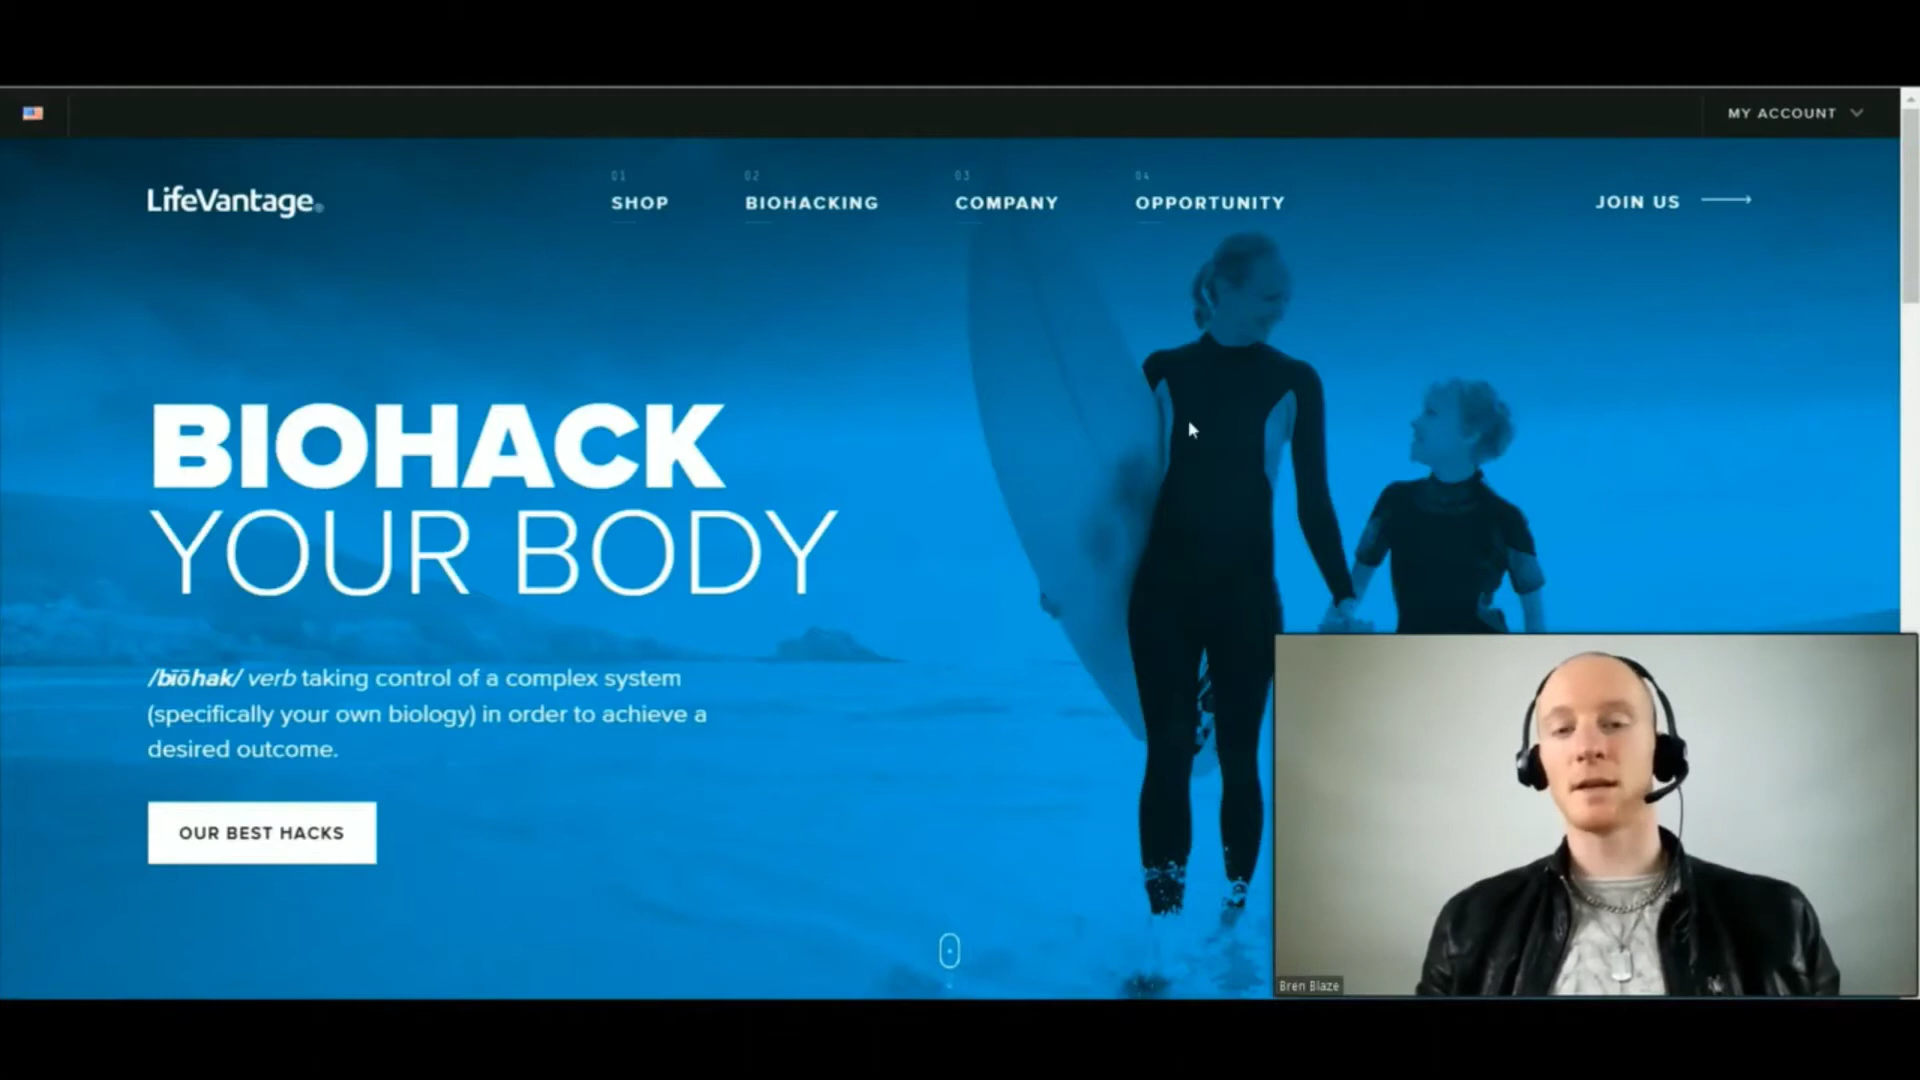 MY ACCOUNT
LifeVantage®
01
SHOP
02
BIOHACKING
03
COMPANY
04
OPPORTUNITY
JOIN US
BIOHACK
YOUR BODY
/bīōhak/ verb taking control of a complex system
(specifically your own biology) in order to achieve a
desired outcome.
OUR BEST HACKS
Bren Blaze